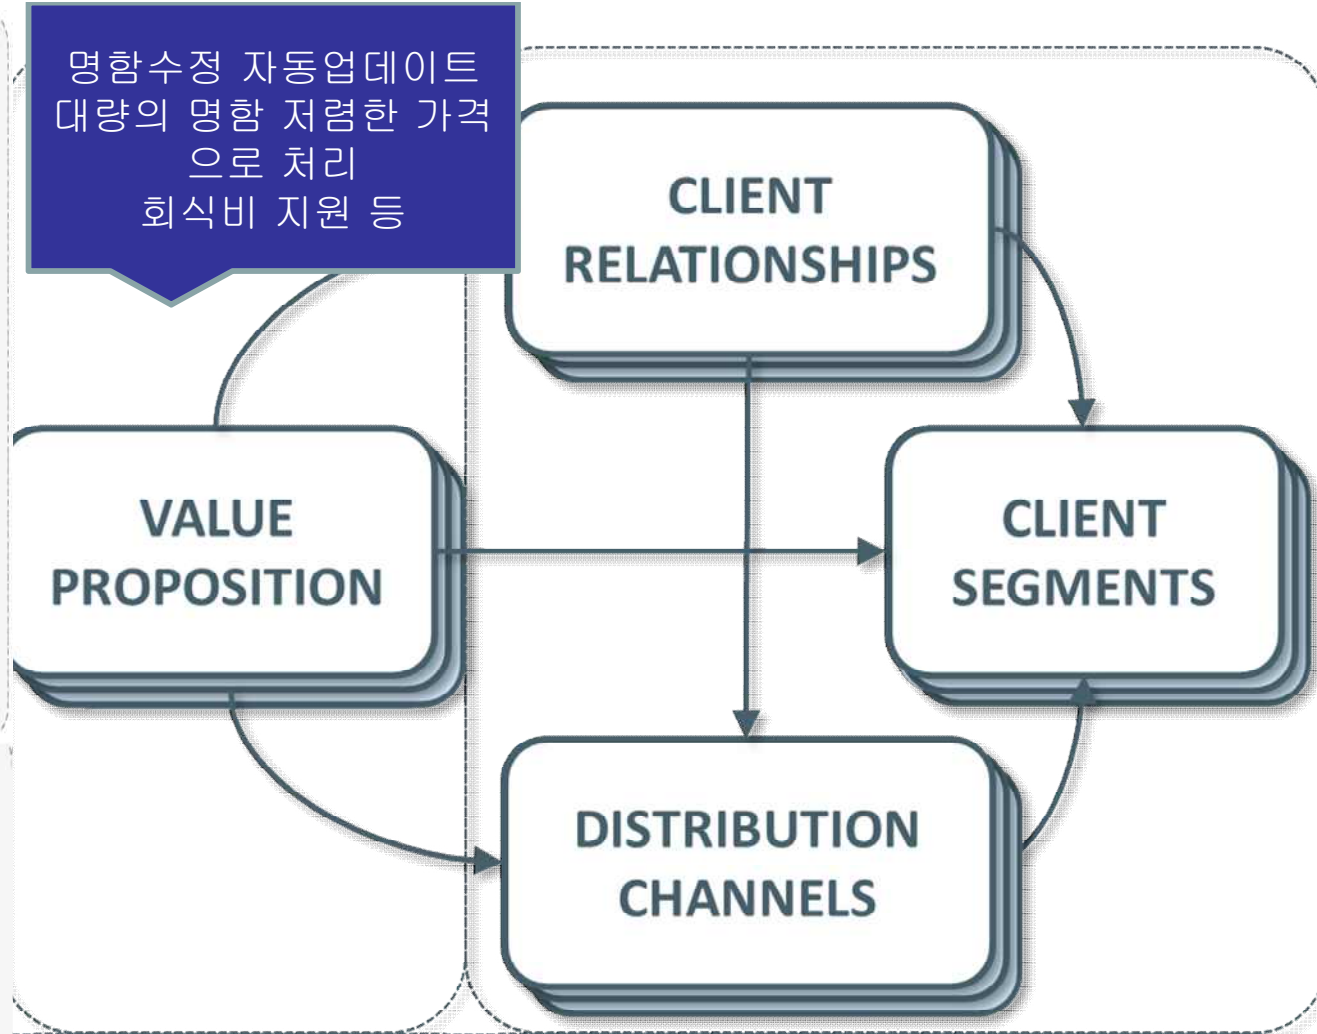 명함수정 자동업데이트
대량의 명함 저렴한 가격
으로 처리
회식비 지원 등
CLIENT
RELATIONSHIPS
VALUE
PROPOSITION
CLIENT
SEGMENTS
DISTRIBUTION
CHANNELS